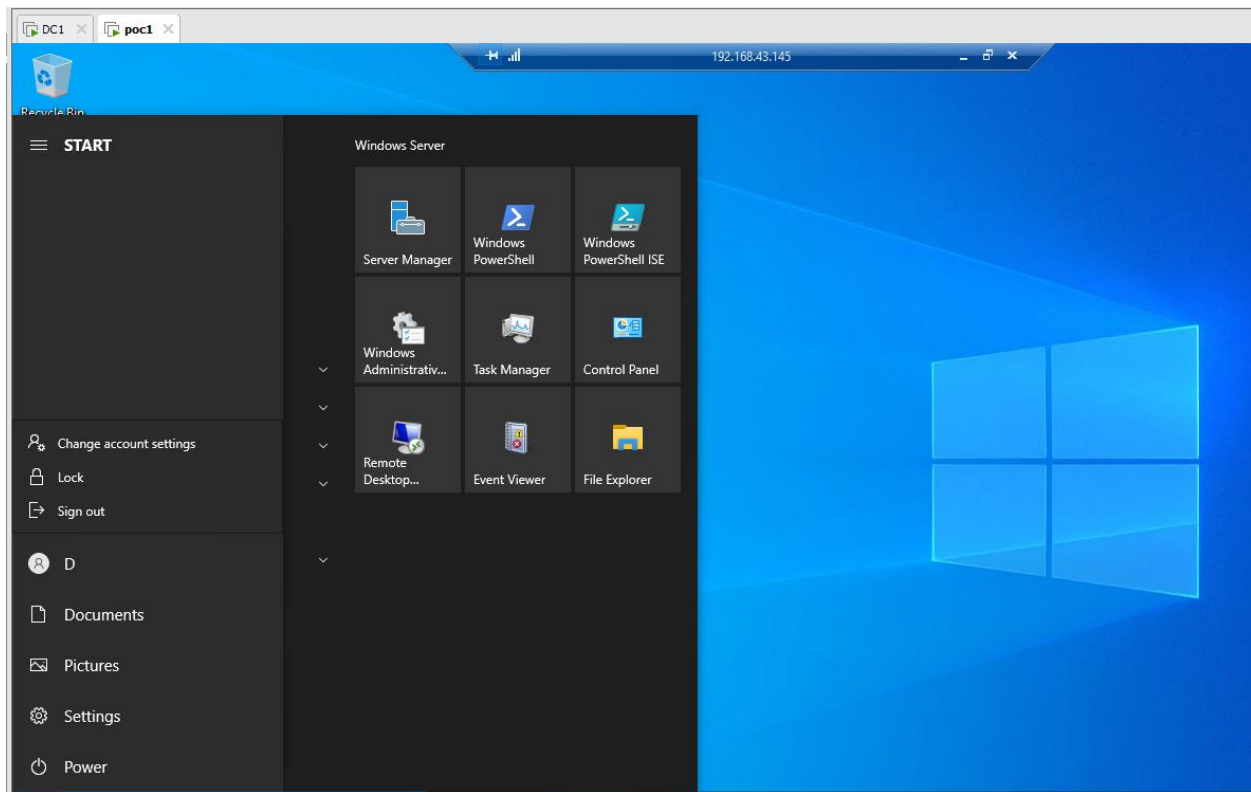 DC1
poc1
192.168.43.145
Recycle Bin
START
Windows Server
Server Manager
Windows
PowerShell
Windows
PowerShell ISE
Windows
Administrativ...
Task Manager
Control Panel
Remote
Desktop...
Event Viewer
File Explorer
Change account settings
Lock
Sign out
D
Documents
Pictures
Settings
Power